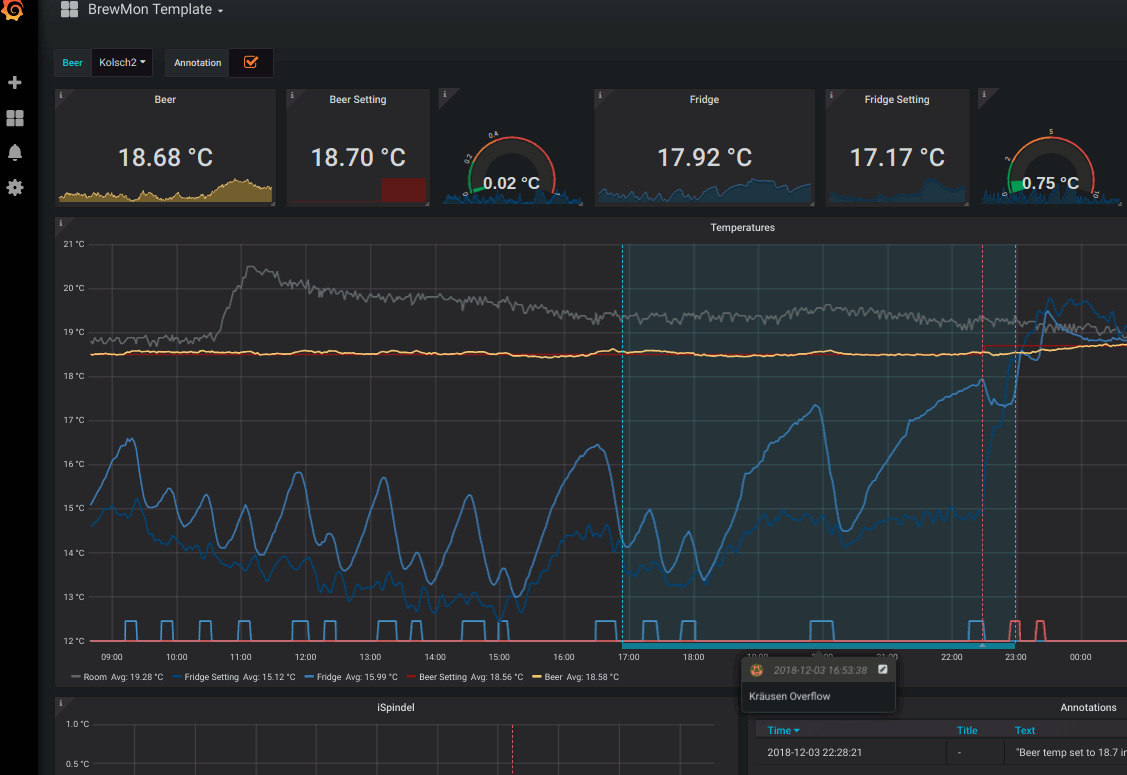 BrewMon Template
Beer Kolsch2 Annotation
Beer
18.68 °C
Beer Setting
18.70 °C
0 0.2 0.4 1
0.02 °C
Fridge
17.92 °C
Fridge Setting
17.17 °C
0 2 5 10
0.75 °C
Temperatures
21 °C
20 °C
19 °C
18 °C
17 °C
16 °C
15 °C
14 °C
13 °C
12 °C
09:00 10:00 11:00 12:00 13:00 14:00 15:00 16:00 17:00 18:00 19:00 20:00 21:00 22:00 23:00 00:00
Room Avg: 19.28 °C Fridge Setting Avg: 15.12 °C Fridge Avg: 15.99 °C Beer Setting Avg: 18.56 °C Beer Avg: 18.58 °C
2018-12-03 16:53:38
Kräusen Overflow
iSpindel
1.0 °C
0.5 °C
Annotations
Time Title Text
2018-12-03 22:28:21 - "Beer temp set to 18.7 in